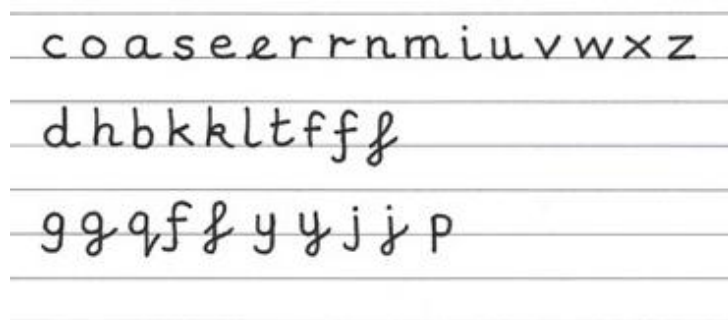 c o a s e e r r n m i u v w x z
d h b k k l t f f f
g g q f f y y j j p